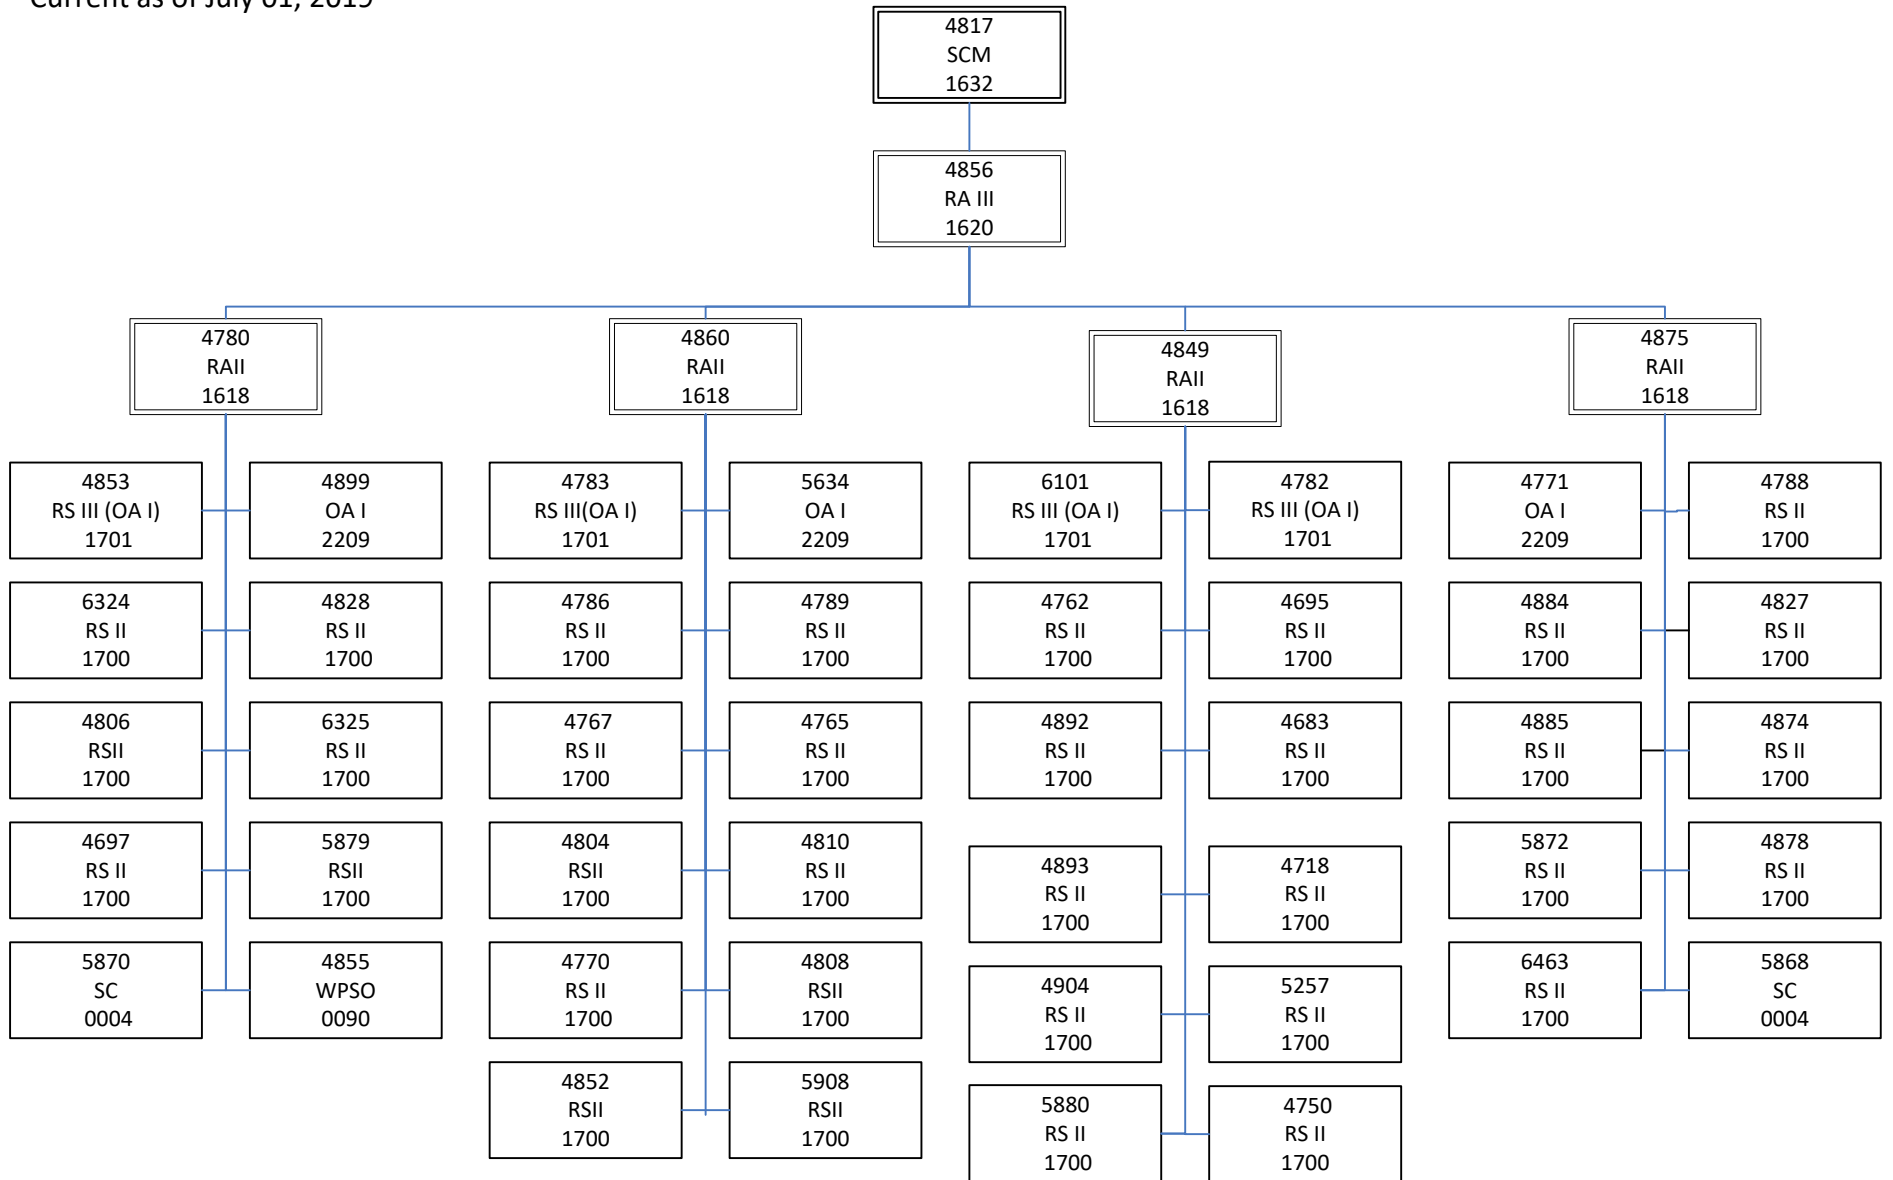 Current as of July 01, 2019
4817
SCM
1632
4856
RA III
1620
4780
RAII
1618
4860
RAII
1618
4849
RAII
1618
4875
RAII
1618
4853
RS III (OA I)
1701
4899
OA I
2209
4783
RS III(OA I)
1701
5634
OA I
2209
6101
RS III (OA I)
1701
4782
RS III (OA I)
1701
4771
OA I
2209
4788
RS II
1700
6324
RS II
1700
4828
RS II
1700
4786
RS II
1700
4789
RS II
1700
4762
RS II
1700
4695
RS II
1700
4884
RS II
1700
4827
RS II
1700
4806
RSII
1700
6325
RS II
1700
4767
RS II
1700
4765
RS II
1700
4892
RS II
1700
4683
RS II
1700
4885
RS II
1700
4874
RS II
1700
4697
RS II
1700
5879
RSII
1700
4804
RSII
1700
4810
RS II
1700
4893
RS II
1700
4718
RS II
1700
5872
RS II
1700
4878
RS II
1700
5870
SC
0004
4855
WPSO
0090
4770
RS II
1700
4808
RSII
1700
4904
RS II
1700
5257
RS II
1700
6463
RS II
1700
5868
SC
0004
4852
RSII
1700
5908
RSII
1700
5880
RS II
1700
4750
RS II
1700